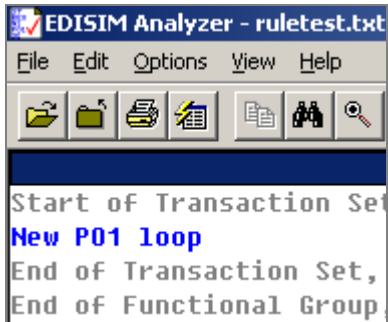 EDISIM Analyzer - ruletest.txt
File Edit Options View Help
Start of Transaction Set
New PO1 loop
End of Transaction Set,
End of Functional Group,